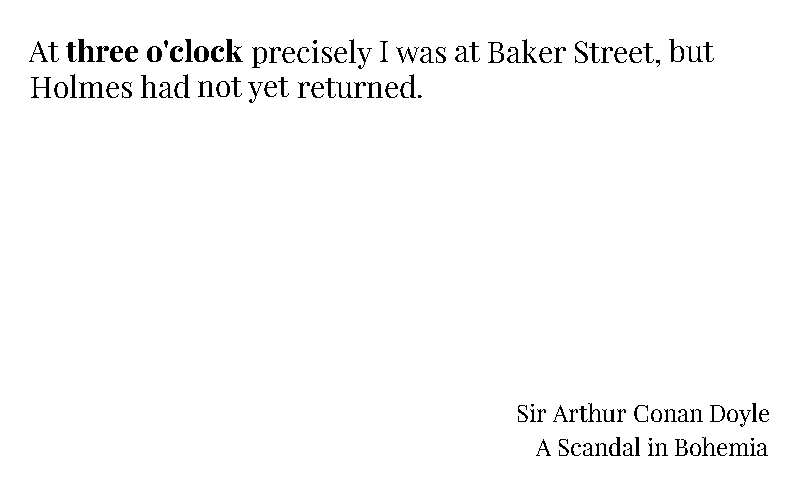 At three o'clock precisely I was at Baker Street, but
Holmes had not yet returned.
Sir Arthur Conan Doyle
A Scandal in Bohemia